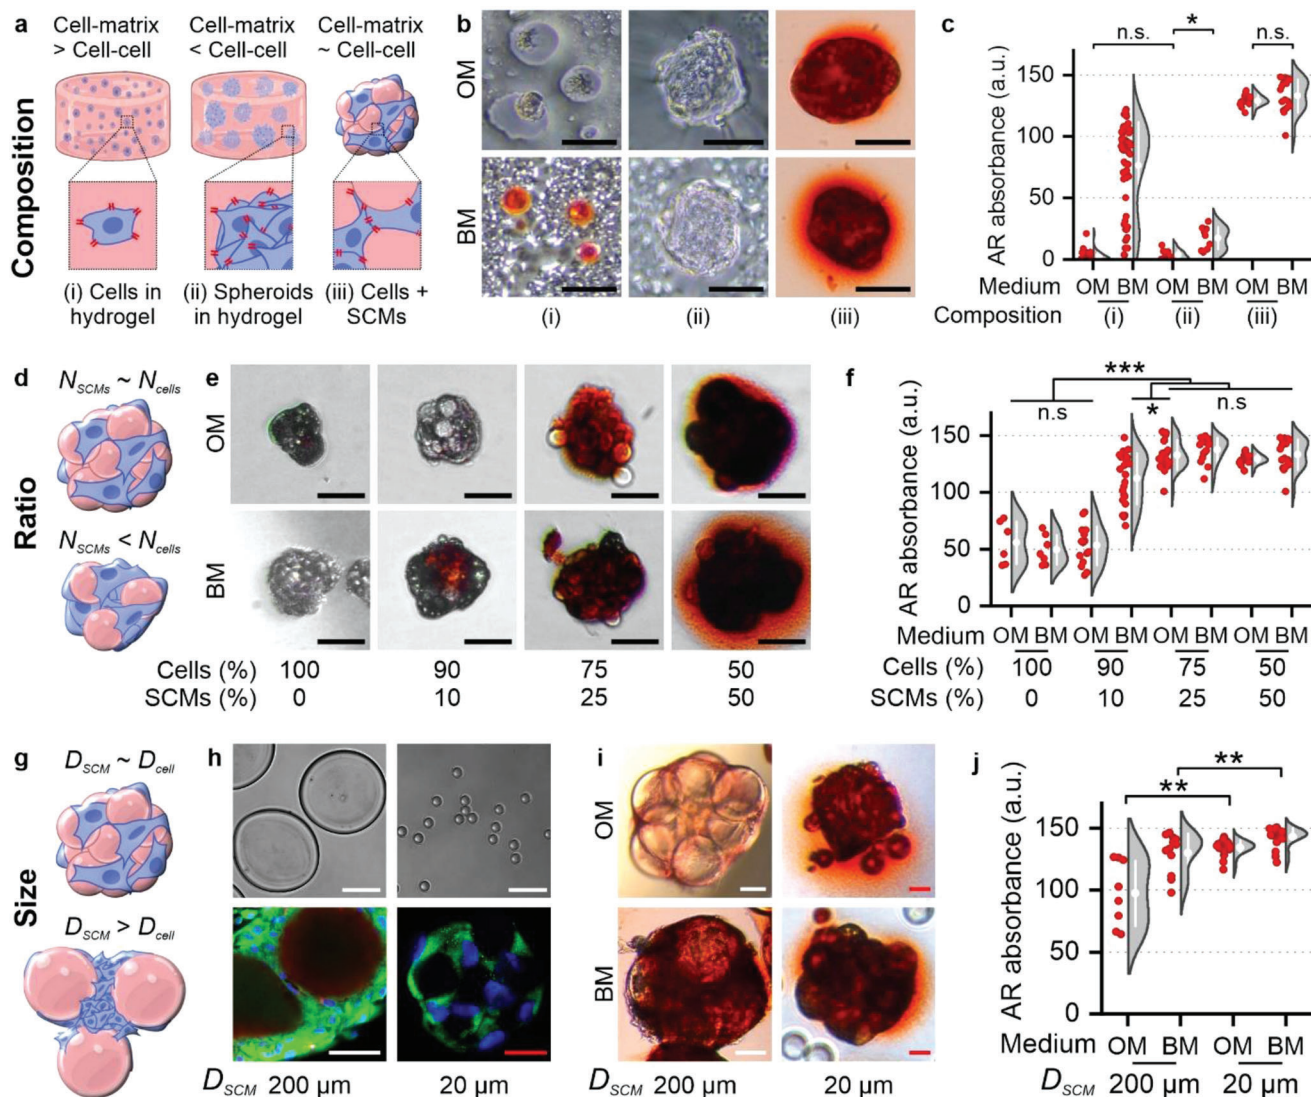 a
Cell-matrix
> Cell-cell
Cell-matrix
< Cell-cell
Cell-matrix
~ Cell-cell
Composition
(i) Cells in
hydrogel
(ii) Spheroids
in hydrogel
(iii) Cells +
SCMs
b
OM
BM
(i)
(ii)
(iii)
c
n.s.
*
n.s.
AR absorbance (a.u.)
150
100
50
0
Medium OM BM OM BM OM BM
Composition (i) (ii) (iii)
d
Ratio
N_SCMs ~ N_cells
N_SCMs < N_cells
e
OM
BM
Cells (%) 100 90 75 50
SCMs (%) 0 10 25 50
f
***
n.s
*
n.s
AR absorbance (a.u.)
150
100
50
0
Medium OM BM OM BM OM BM OM BM
Cells (%) 100 90 75 50
SCMs (%) 0 10 25 50
g
Size
D_SCM ~ D_cell
D_SCM > D_cell
h
D_SCM 200 µm 20 µm
i
OM
BM
D_SCM 200 µm 20 µm
j
**
**
AR absorbance (a.u.)
150
100
50
0
Medium OM BM OM BM
D_SCM 200 µm 20 µm